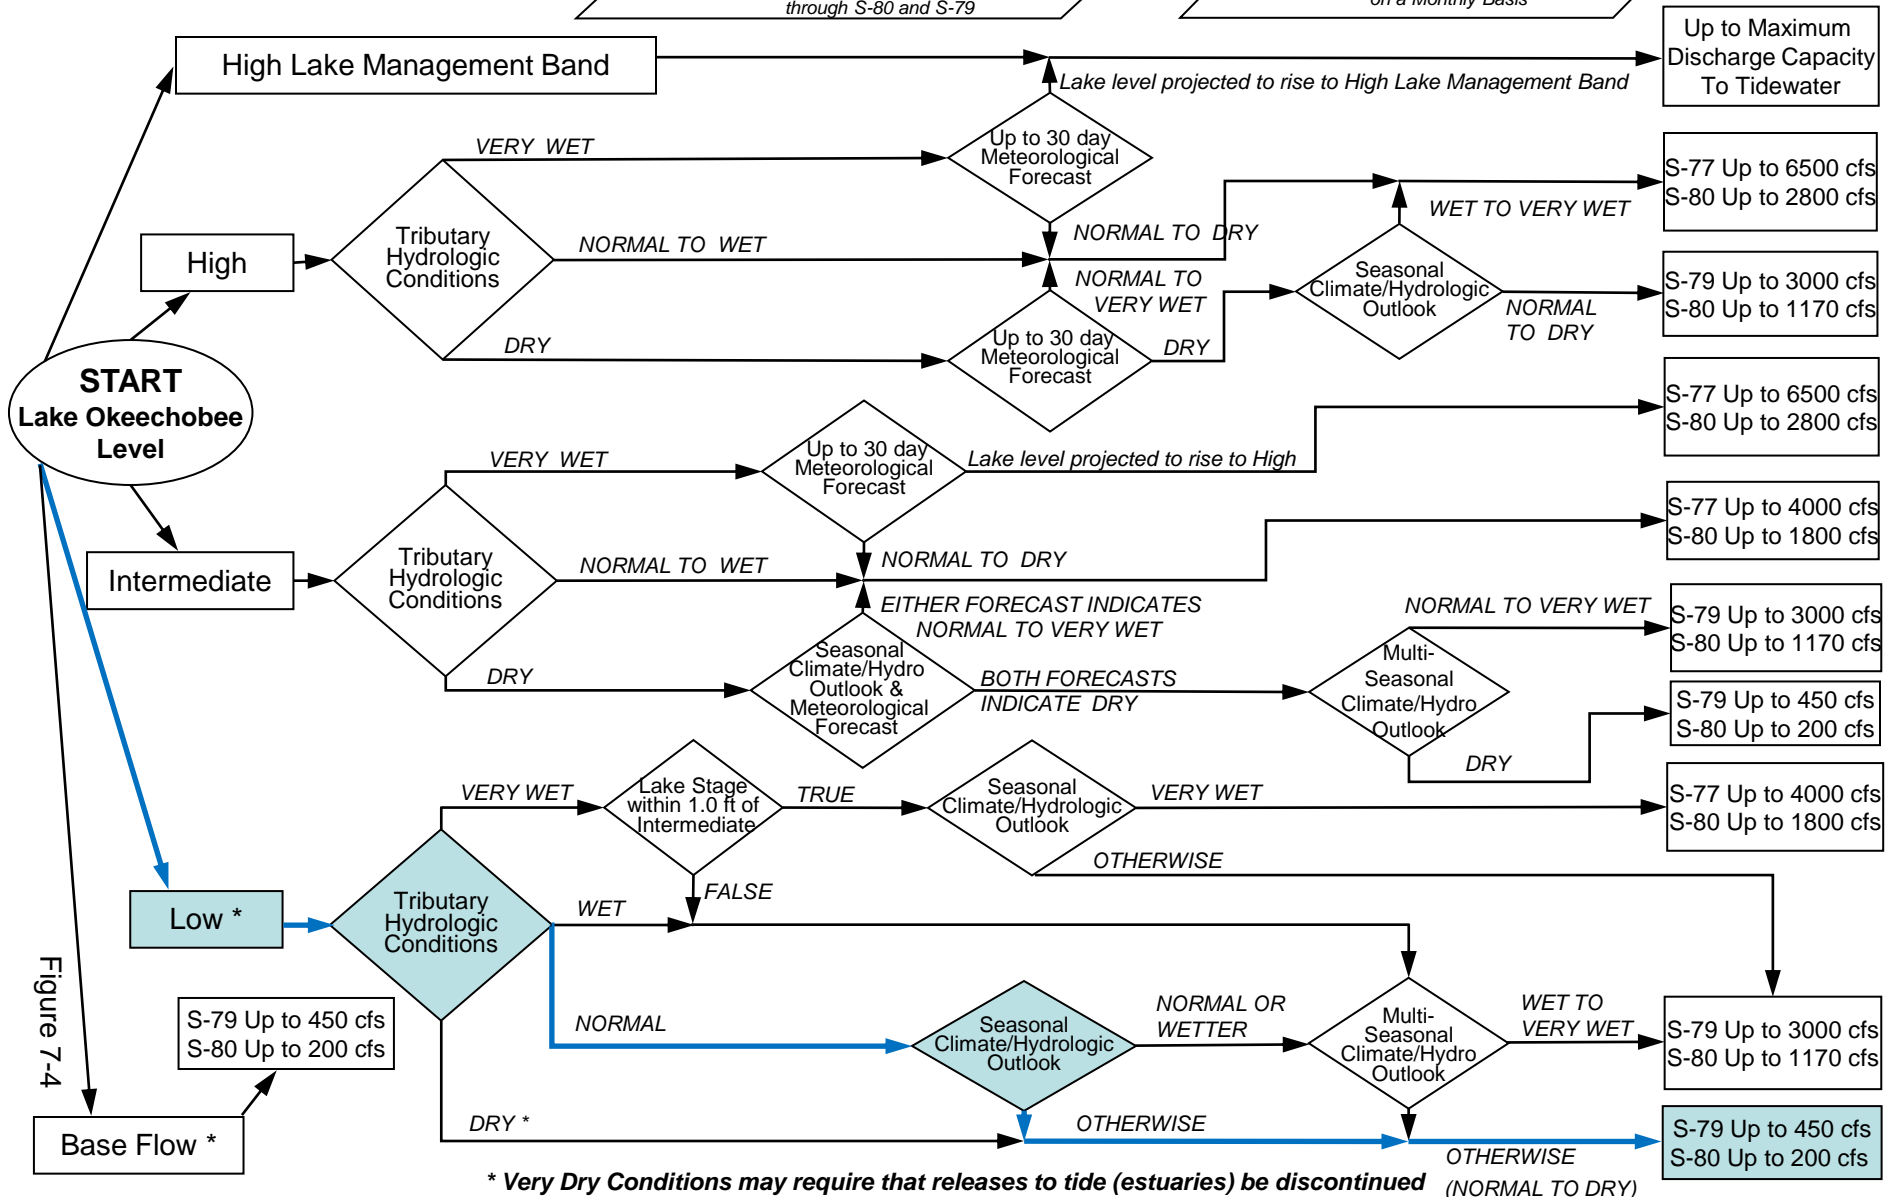 through S-80 and S-79
on a Monthly Basis
High Lake Management Band
Lake level projected to rise to High Lake Management Band
Up to Maximum
Discharge Capacity
To Tidewater
VERY WET
Up to 30 day
Meteorological
Forecast
S-77 Up to 6500 cfs
S-80 Up to 2800 cfs
WET TO VERY WET
High
Tributary
Hydrologic
Conditions
NORMAL TO WET
NORMAL TO DRY
NORMAL TO
VERY WET
Seasonal
Climate/Hydrologic
Outlook
NORMAL
TO DRY
S-79 Up to 3000 cfs
S-80 Up to 1170 cfs
DRY
Up to 30 day
Meteorological
Forecast
DRY
START
Lake Okeechobee
Level
S-77 Up to 6500 cfs
S-80 Up to 2800 cfs
VERY WET
Up to 30 day
Meteorological
Forecast
Lake level projected to rise to High
S-77 Up to 4000 cfs
S-80 Up to 1800 cfs
Intermediate
Tributary
Hydrologic
Conditions
NORMAL TO WET
NORMAL TO DRY
EITHER FORECAST INDICATES
NORMAL TO VERY WET
NORMAL TO VERY WET
S-79 Up to 3000 cfs
S-80 Up to 1170 cfs
DRY
Seasonal
Climate/Hydro
Outlook &
Meteorological
Forecast
BOTH FORECASTS
INDICATE DRY
Multi-
Seasonal
Climate/Hydro
Outlook
S-79 Up to 450 cfs
S-80 Up to 200 cfs
DRY
VERY WET
Lake Stage
within 1.0 ft of
Intermediate
TRUE
Seasonal
Climate/Hydrologic
Outlook
VERY WET
S-77 Up to 4000 cfs
S-80 Up to 1800 cfs
OTHERWISE
FALSE
Low *
Tributary
Hydrologic
Conditions
WET
NORMAL
Seasonal
Climate/Hydrologic
Outlook
NORMAL OR
WETTER
Multi-
Seasonal
Climate/Hydro
Outlook
WET TO
VERY WET
S-79 Up to 3000 cfs
S-80 Up to 1170 cfs
Figure 7-4
S-79 Up to 450 cfs
S-80 Up to 200 cfs
Base Flow *
DRY *
OTHERWISE
S-79 Up to 450 cfs
S-80 Up to 200 cfs
OTHERWISE
(NORMAL TO DRY)
* Very Dry Conditions may require that releases to tide (estuaries) be discontinued